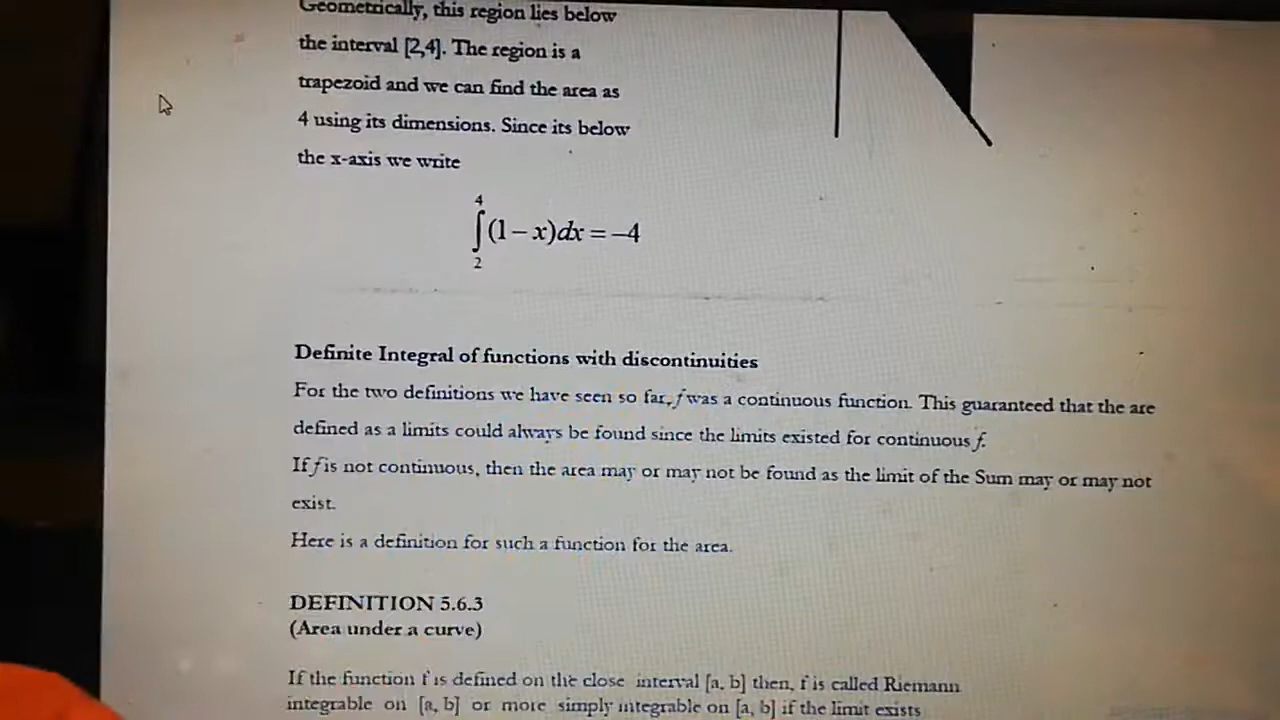 Geometrically, this region lies below
the interval [2,4]. The region is a
trapezoid and we can find the area as
4 using its dimensions. Since its below
the x-axis we write
4
∫(1 – x)dx = –4
2
Definite Integral of functions with discontinuities
For the two definitions we have seen so far, f was a continuous function. This guaranteed that the are
defined as a limits could always be found since the limits existed for continuous f.
If f is not continuous, then the area may or may not be found as the limit of the Sum may or may not
exist.
Here is a definition for such a function for the area.
DEFINITION 5.6.3
(Area under a curve)
If the function f is defined on the close interval [a, b] then, f is called Riemann
integrable on [a, b] or more simply integrable on [a, b] if the limit exists